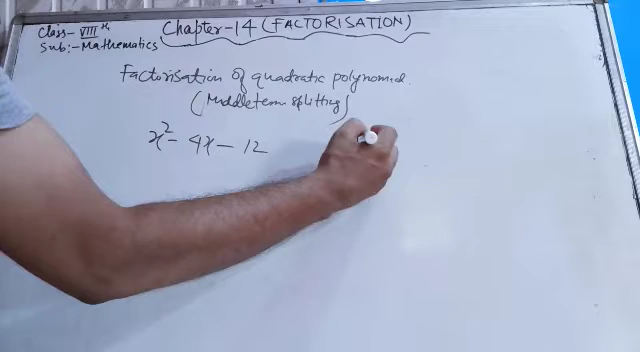 Class- VIIIth Chapter-14 (FACTORISATION)
Sub:- Mathematics
Factorisation of quadratic polynomial.
(Middle term splitting)
x² - 4x - 12